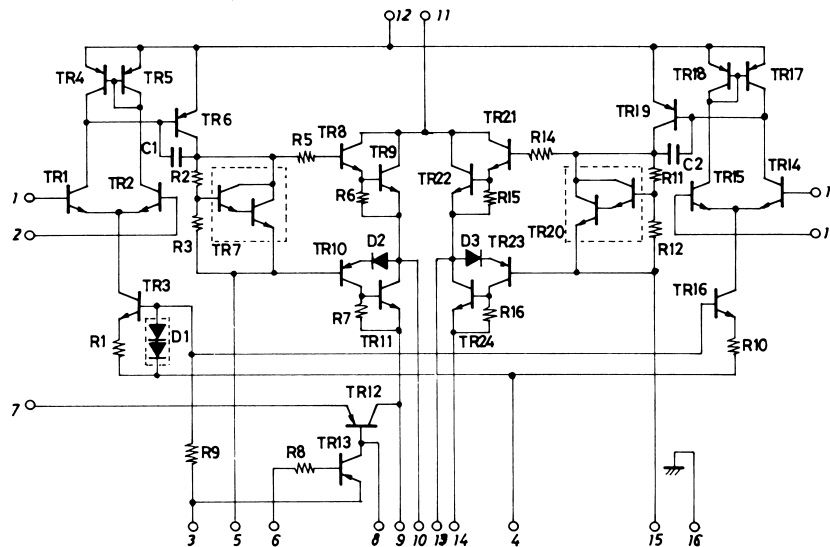 12 11
TR4 TR5 TR18 TR17
TR6 TR19
TR8 TR21
C1 R5 TR9 R14 C2
TR1 R2 TR2 R6 TR22 R15 R11 TR15 TR14
1 1
2 1
R3 TR7 TR10 D2 D3 TR23 TR20 R12
TR3 TR16
R1 D1 R7 R16 R10
TR11 TR24
TR12
7
TR13
R9 R8
3 5 6 8 9 10 13 14 4 15 16